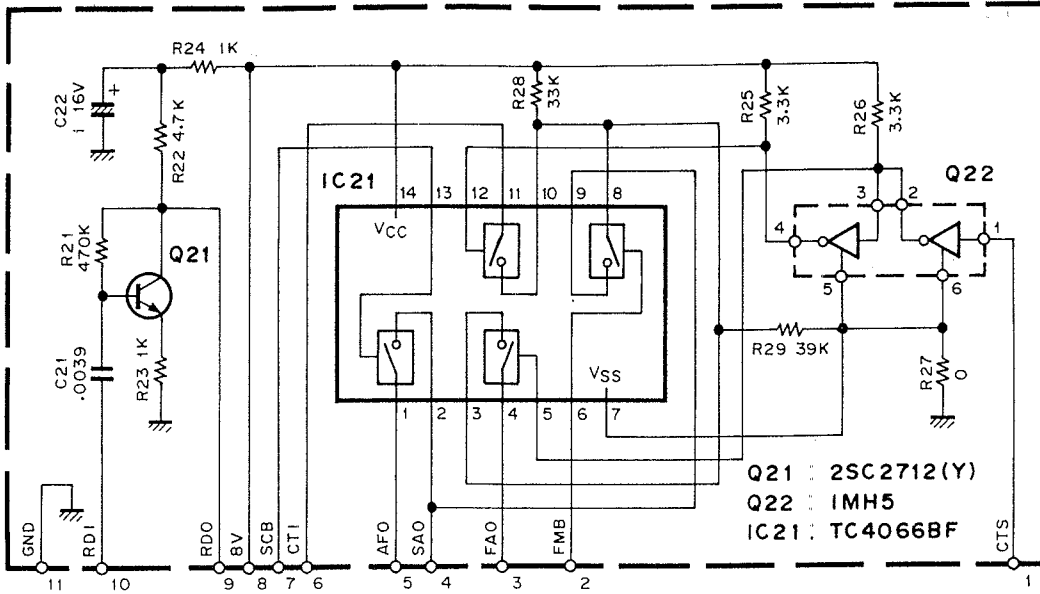 R24 1K
C22
1 16V
+
R22 4.7K
R28
33K
R25
3.3K
R26
3.3K
IC21
14
13
12
11
10
9
8
VCC
Q22
3
2
4
1
5
6
R21
470K
Q21
C21
.0039
R23 1K
R29 39K
R27
0
VSS
1
2
3
4
5
6
7
Q21 : 2SC2712(Y)
Q22 : IMH5
IC21 : TC4066BF
GND
RDI
RDO
8V
SCB
CTI
AFO
SAO
FAO
FMB
CTS
11
10
9
8
7
6
5
4
3
2
1